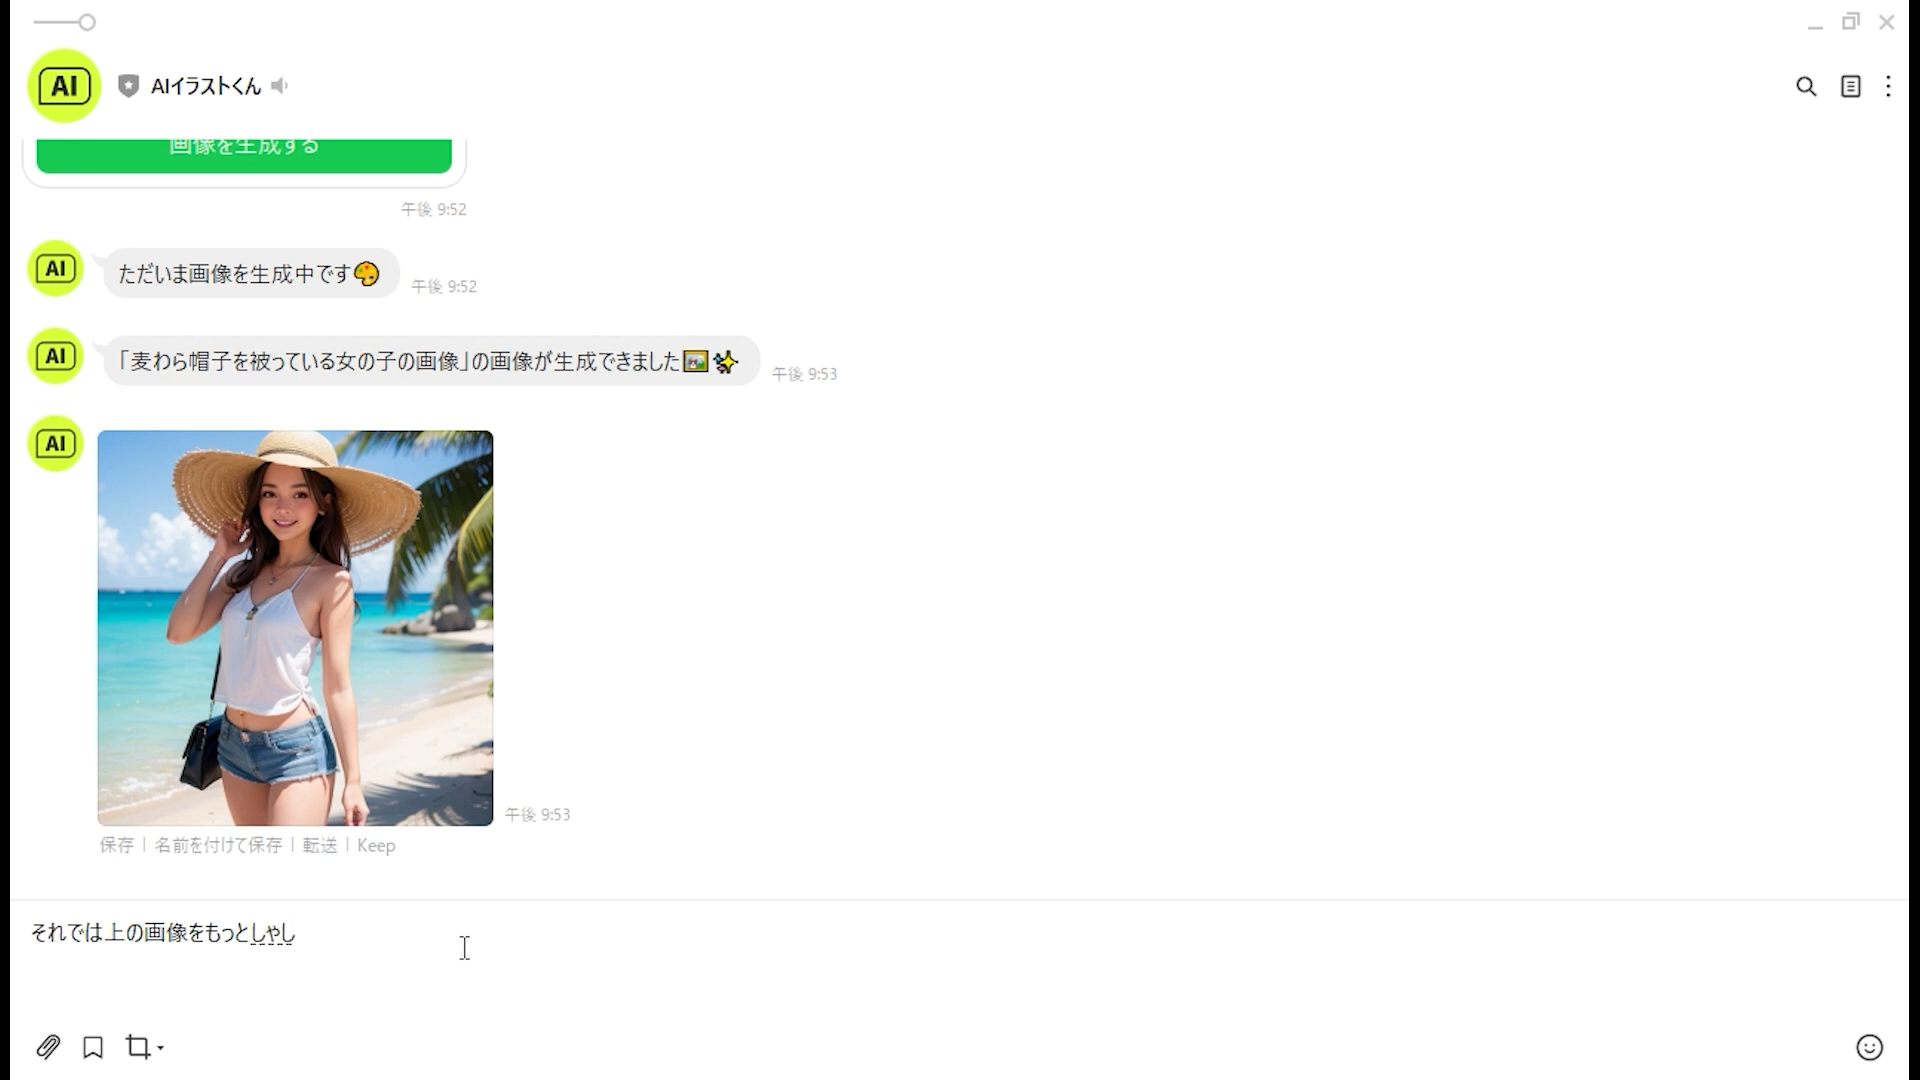 AI
AIイラストくん
画像を生成する
午後 9:52
AI
ただいま画像を生成中です🎨
午後 9:52
AI
「麦わら帽子を被っている女の子の画像」の画像が生成できました🖼️✨
午後 9:53
AI
午後 9:53
保存 | 名前を付けて保存 | 転送 | Keep
それでは上の画像をもっとしゃし